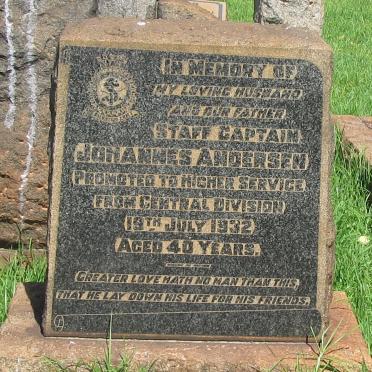 IN MEMORY OF
MY LOVING HUSBAND
AND OUR FATHER
STAFF CAPTAIN
JOHANNES ANDERSEN
PROMOTED TO HIGHER SERVICE
FROM CENTRAL DIVISION
19TH JULY 1932
AGED 40 YEARS.
GREATER LOVE HATH NO MAN THAN THIS,
THAT HE LAY DOWN HIS LIFE FOR HIS FRIENDS.